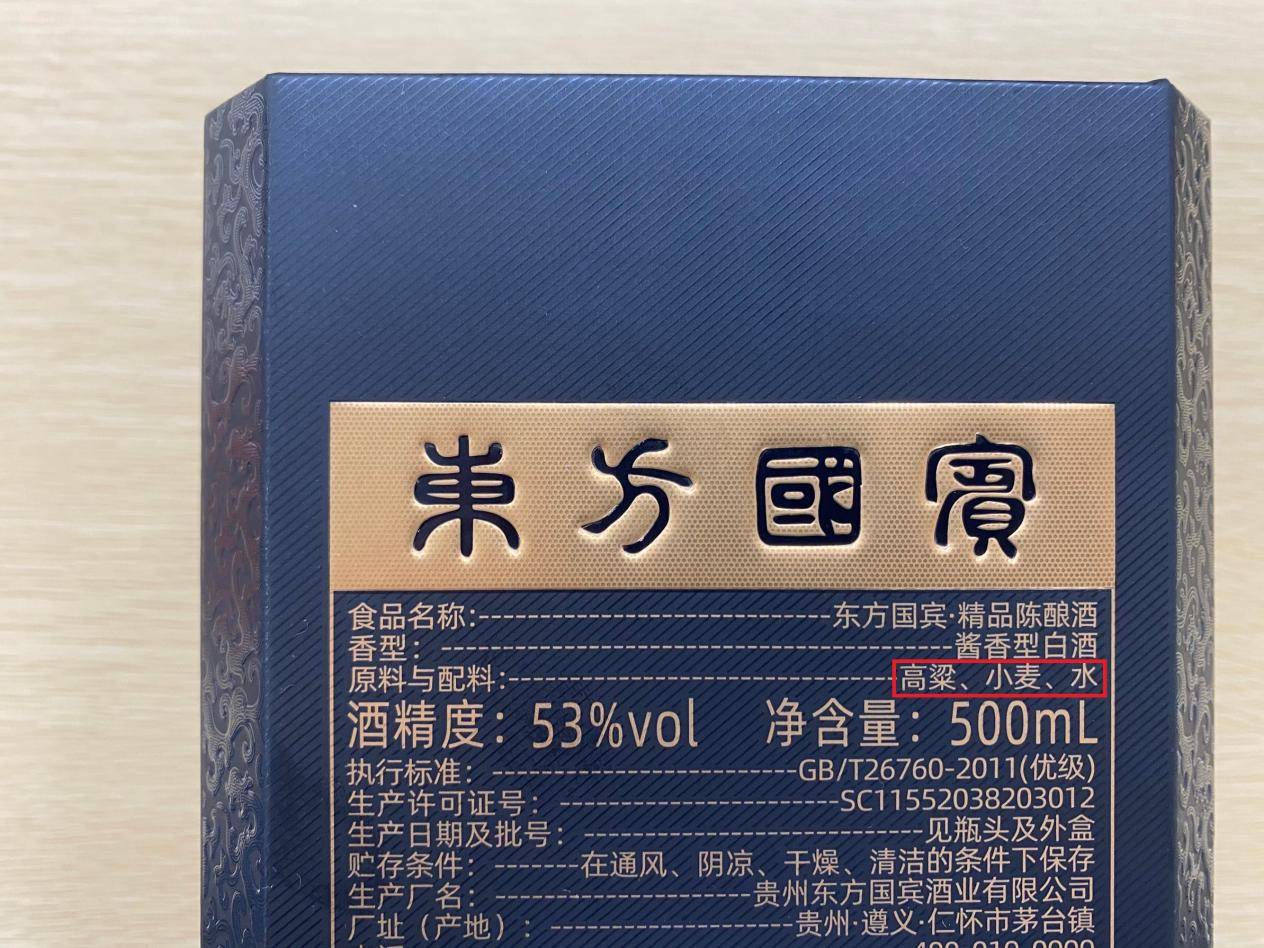 東方國賓
食品名称:------------------------------东方国宾·精品陈酿酒
香型：-----------------------------------酱香型白酒
原料与配料:--------------------------高粱、小麦、水
酒精度：53%vol 净含量：500mL
执行标准：---------------------GB/T26760-2011(优级)
生产许可证号：-------------------SC11552038203012
生产日期及批号：-----------------------见瓶头及外盒
贮存条件：-------在通风、阴凉、干燥、清洁的条件下保存
生产厂名：------------------贵州东方国宾酒业有限公司
厂址（产地）：----------------贵州·遵义·仁怀市茅台镇